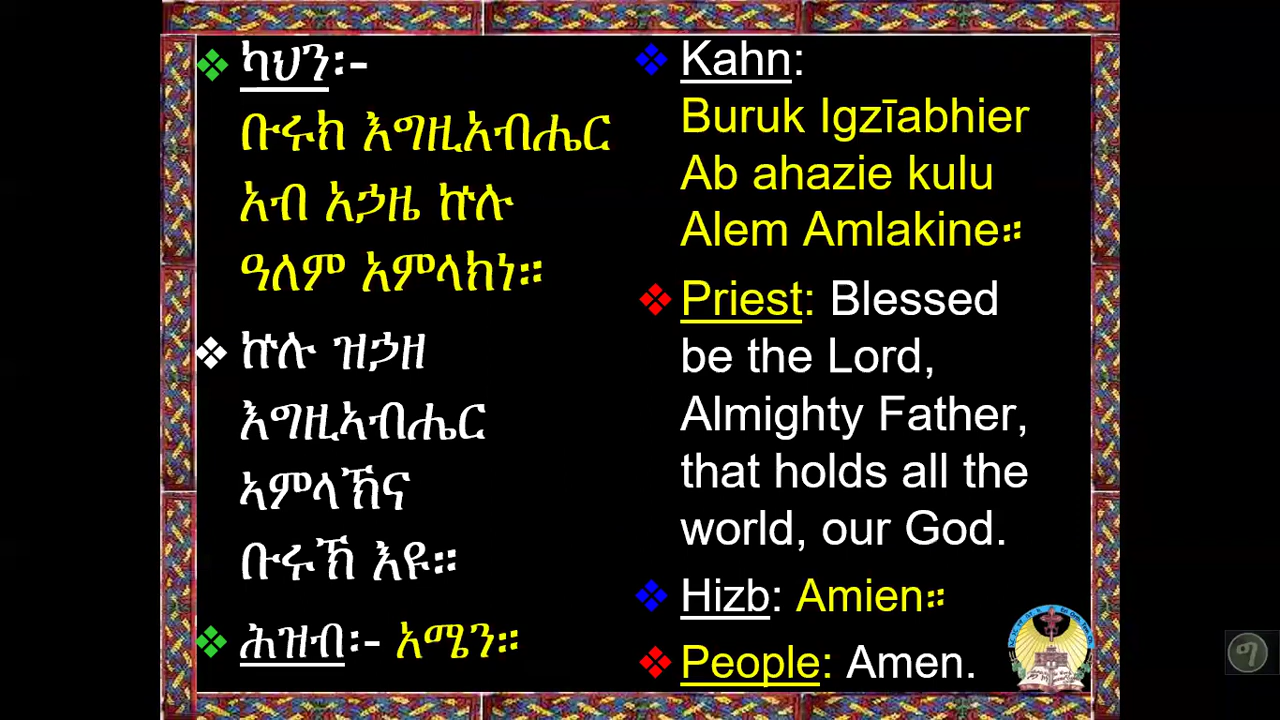 ካህን፡-
ቡሩክ እግዚአብሔር
አብ አኃዜ ኵሉ
ዓለም አምላክነ።
ኵሉ ዝኃዘ
እግዚኣብሔር
ኣምላኽና
ቡሩኽ እዩ።
ሕዝብ፡- አሜን።
Kahn:
Buruk Igzīabhier
Ab ahazie kulu
Alem Amlakine።
Priest: Blessed
be the Lord,
Almighty Father,
that holds all the
world, our God.
Hizb: Amien።
People: Amen.
ግ